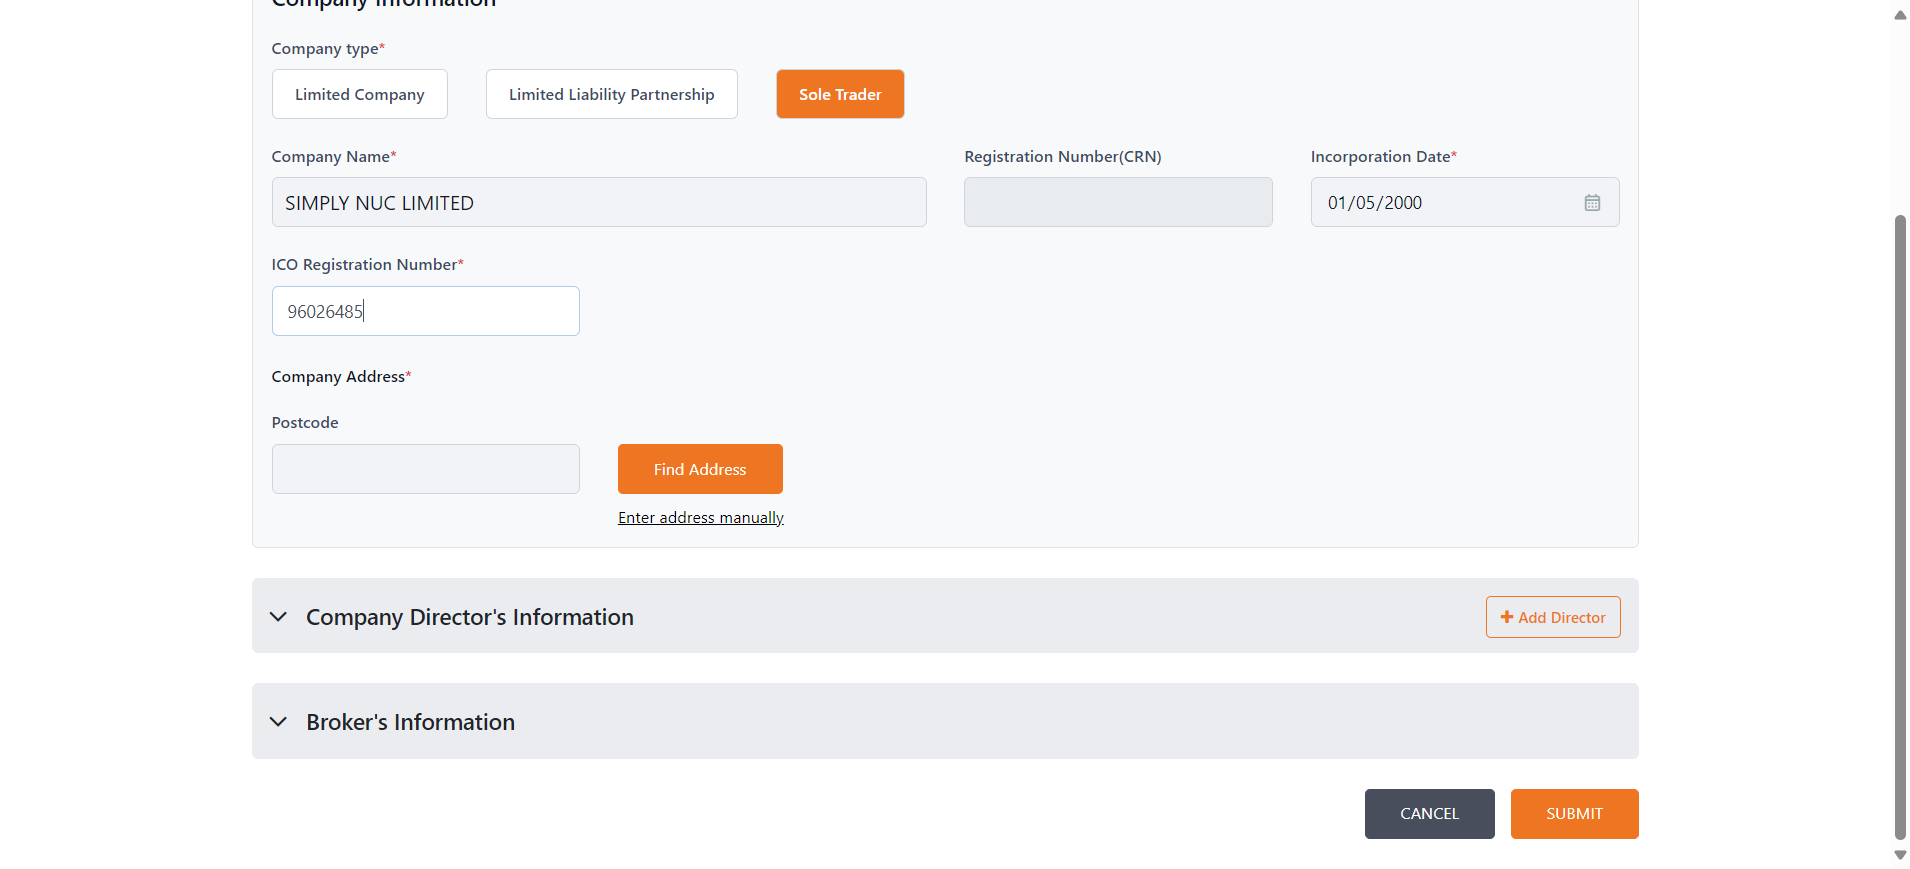 Company Information
Company type*
Limited Company
Limited Liability Partnership
Sole Trader
Company Name*
Registration Number(CRN)
Incorporation Date*
SIMPLY NUC LIMITED
01/05/2000
ICO Registration Number*
96026485
Company Address*
Postcode
Find Address
Enter address manually
Company Director's Information
+ Add Director
Broker's Information
CANCEL
SUBMIT